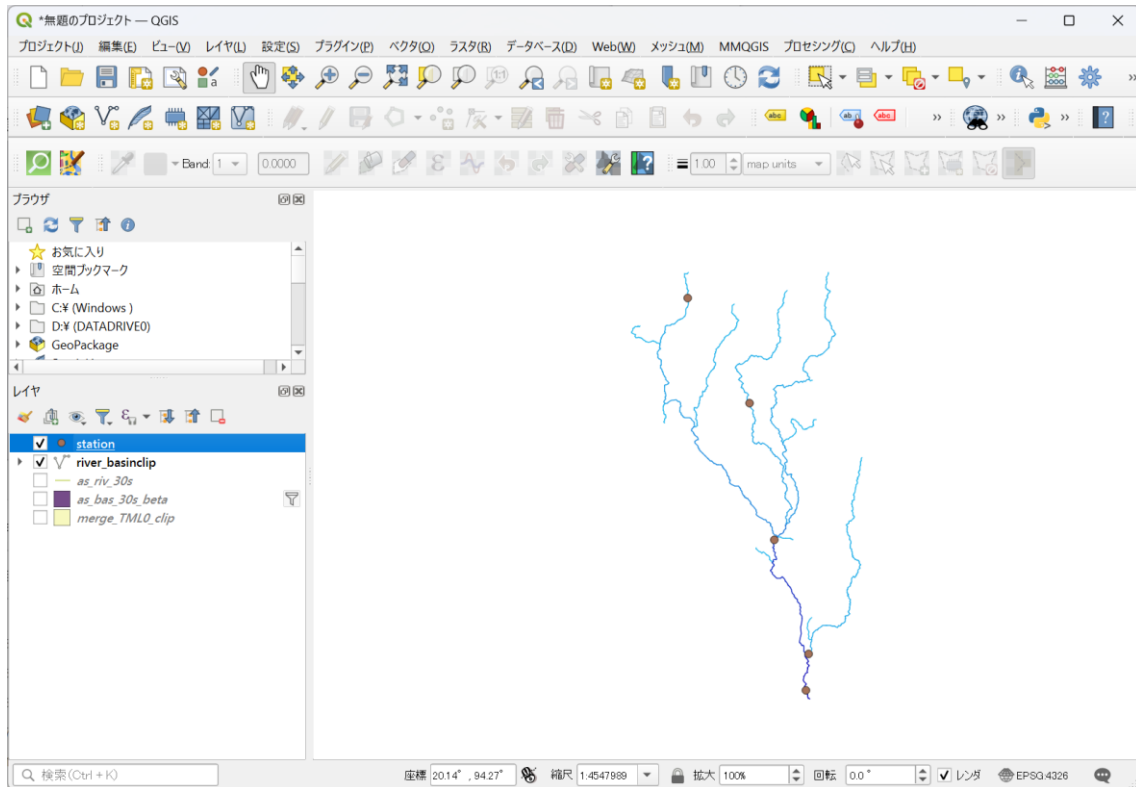 *無題のプロジェクト — QGIS
プロジェクト(J) 編集(E) ビュー(V) レイヤ(L) 設定(S) プラグイン(P) ベクタ(O) ラスタ(R) データベース(D) Web(W) メッシュ(M) MMQGIS プロセシング(C) ヘルプ(H)
Band: 1 0.0000 1.00 map units
ブラウザ
お気に入り
空間ブックマーク
ホーム
C:¥ (Windows )
D:¥ (DATADRIVE0)
GeoPackage
レイヤ
station
river_basinclip
as_riv_30s
as_bas_30s_beta
merge_TML0_clip
検索(Ctrl + K) 座標 20.14° , 94.27° 縮尺 1:4547989 拡大 100% 回転 0.0 ° レンダ EPSG:4326